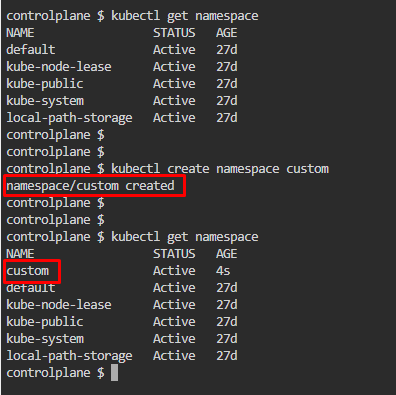 controlplane $ kubectl get namespace
NAME                 STATUS   AGE
default              Active   27d
kube-node-lease      Active   27d
kube-public          Active   27d
kube-system          Active   27d
local-path-storage   Active   27d
controlplane $
controlplane $
controlplane $ kubectl create namespace custom
namespace/custom created
controlplane $
controlplane $
controlplane $ kubectl get namespace
NAME                 STATUS   AGE
custom               Active   4s
default              Active   27d
kube-node-lease      Active   27d
kube-public          Active   27d
kube-system          Active   27d
local-path-storage   Active   27d
controlplane $